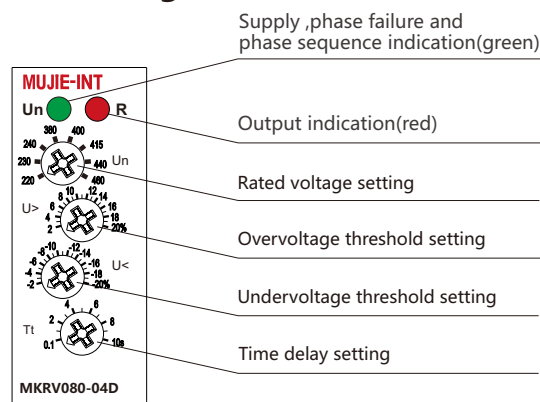 Supply ,phase failure and
phase sequence indication(green)
MUJIE-INT
Un R
Output indication(red)
380 400
240 415
230 440 Un
220 460
Rated voltage setting
U>
2 4 6 8 10 12 14 16 18 20%
Overvoltage threshold setting
U<
-2 -4 -6 -8 -10 -12 -14 -16 -18 -20%
Undervoltage threshold setting
Tt
0.1 2 4 6 8 10s
Time delay setting
MKRV080-04D